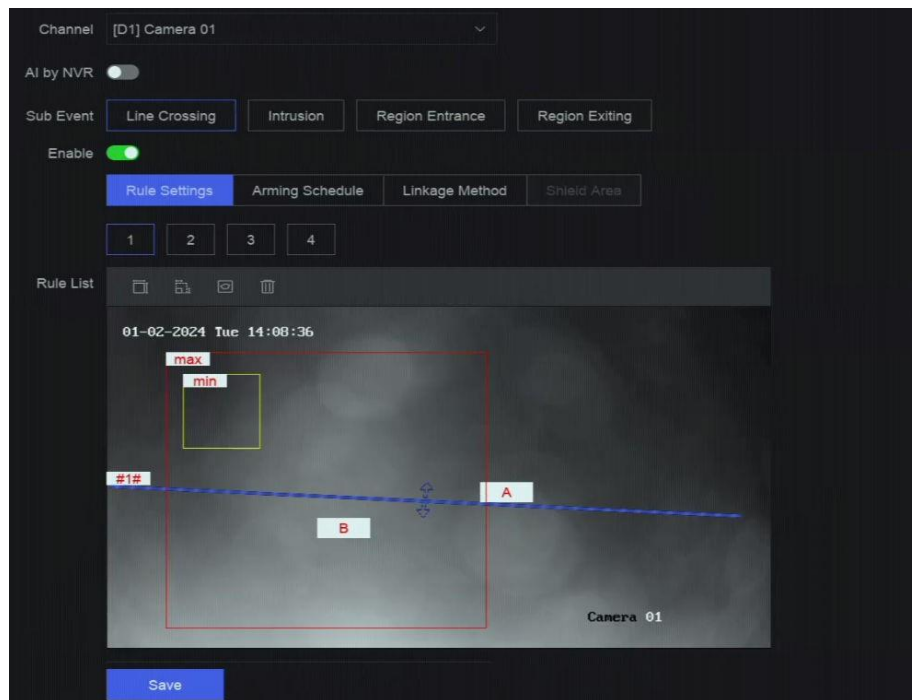 Channel [D1] Camera 01
AI by NVR
Sub Event Line Crossing Intrusion Region Entrance Region Exiting
Enable
Rule Settings Arming Schedule Linkage Method Shield Area
1 2 3 4
Rule List
01-02-2024 Tue 14:08:36
max
min
#1#
A
B
Camera 01
Save